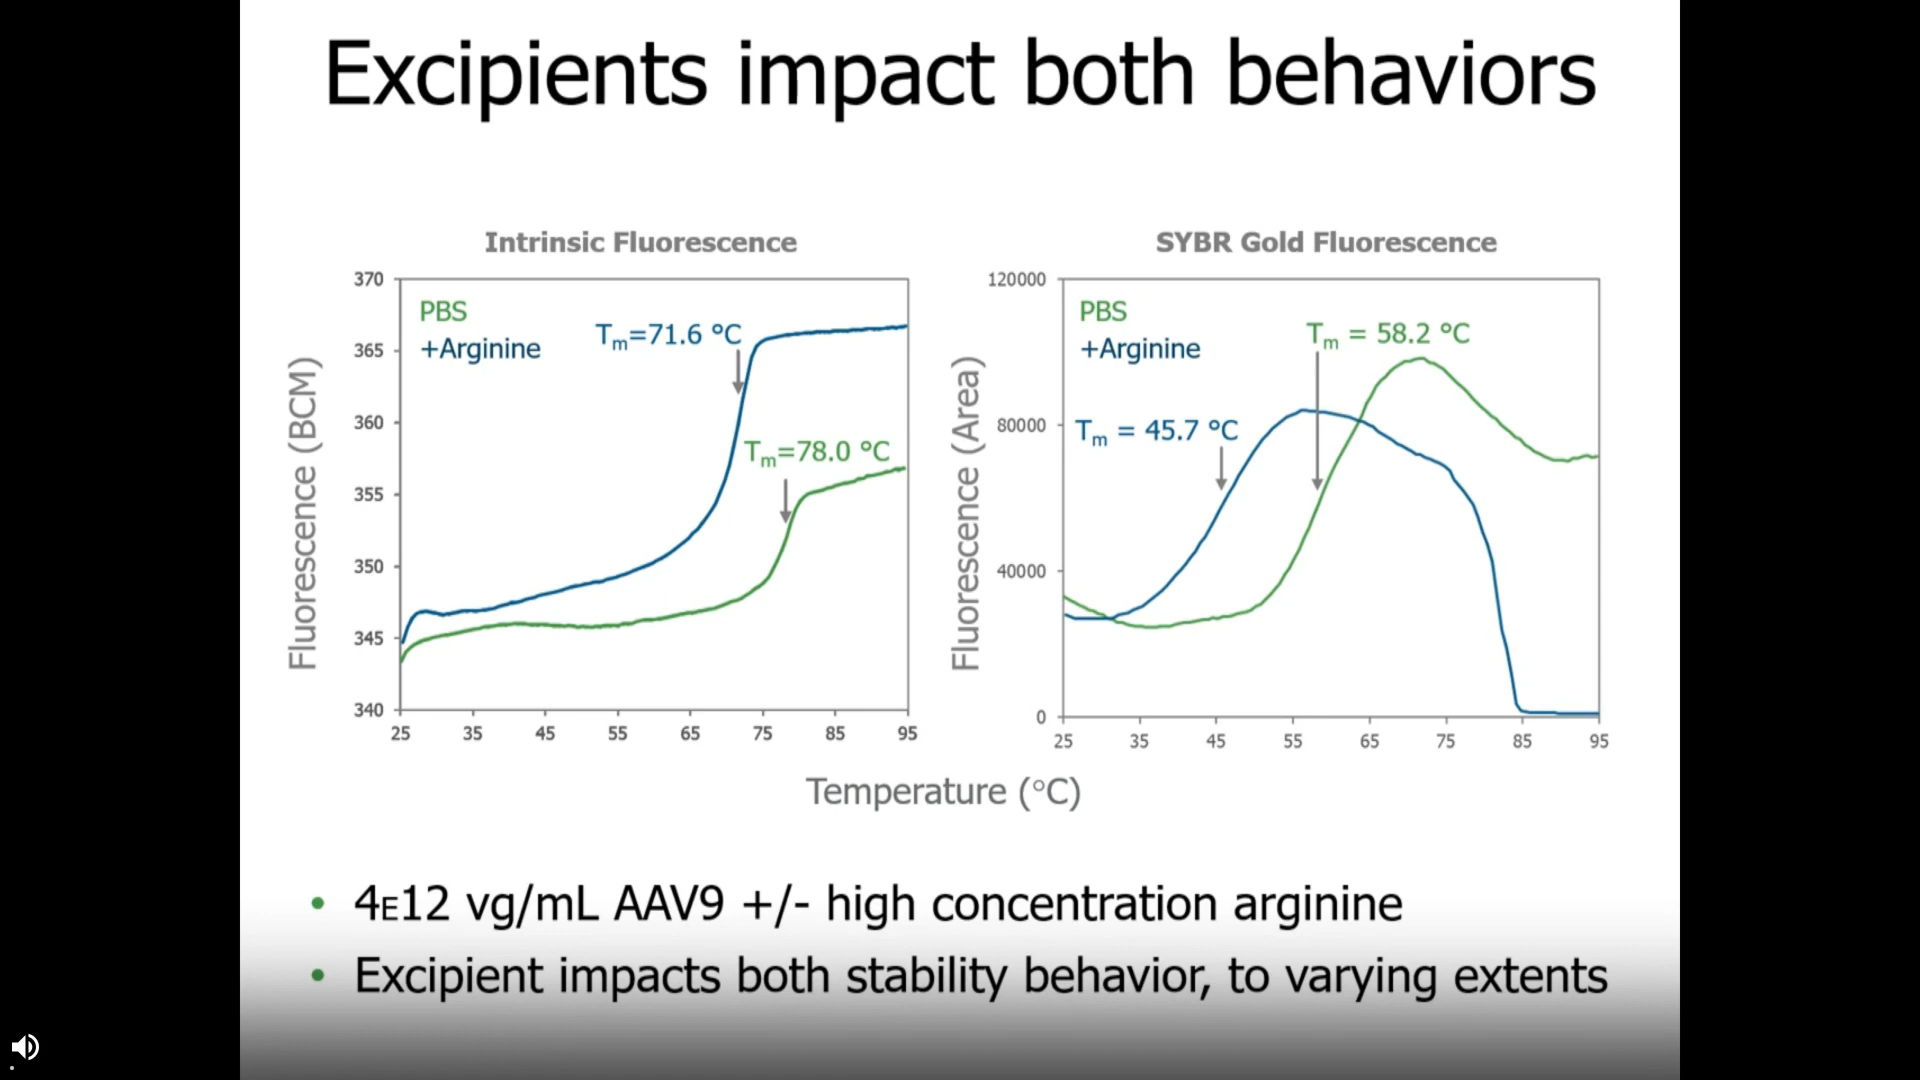 Excipients impact both behaviors
Intrinsic Fluorescence
370
365
360
355
350
345
340
Fluorescence (BCM)
PBS
+Arginine
Tm=71.6 °C
Tm=78.0 °C
25 35 45 55 65 75 85 95
SYBR Gold Fluorescence
120000
80000
40000
0
Fluorescence (Area)
PBS
+Arginine
Tm = 58.2 °C
Tm = 45.7 °C
25 35 45 55 65 75 85 95
Temperature (°C)
• 4E12 vg/mL AAV9 +/- high concentration arginine
• Excipient impacts both stability behavior, to varying extents